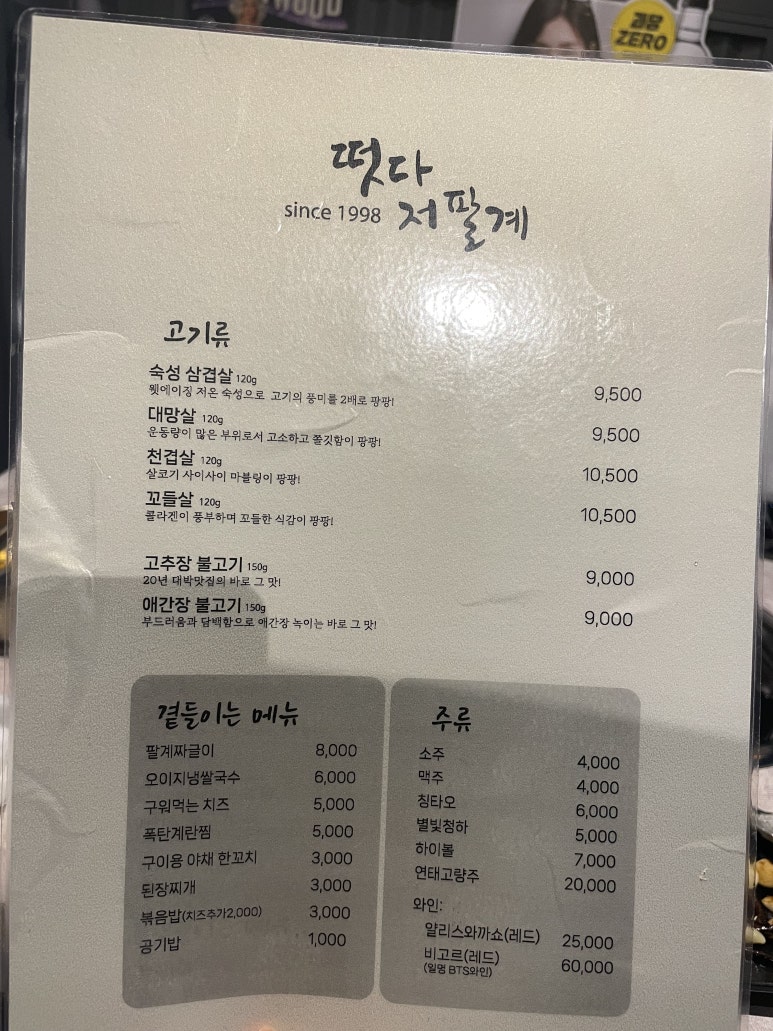 WOOD
과당
ZERO
떳다
since 1998 저팔계
고기류
숙성 삼겹살 120g 9,500
웻에이징 저온 숙성으로 고기의 풍미를 2배로 팡팡!
대망살 120g 9,500
운동량이 많은 부위로서 고소하고 쫄깃함이 팡팡!
천겹살 120g 10,500
살코기 사이사이 마블링이 팡팡!
꼬들살 120g 10,500
콜라겐이 풍부하며 꼬들한 식감이 팡팡!
고추장 불고기 150g 9,000
20년 대박맛집의 바로 그 맛!
애간장 불고기 150g 9,000
부드러움과 담백함으로 애간장 녹이는 바로 그 맛!
곁들이는 메뉴
팔계짜글이 8,000
오이지냉쌀국수 6,000
구워먹는 치즈 5,000
폭탄계란찜 5,000
구이용 야채 한꼬치 3,000
된장찌개 3,000
볶음밥(치즈추가2,000) 3,000
공기밥 1,000
주류
소주 4,000
맥주 4,000
칭타오 6,000
별빛청하 5,000
하이볼 7,000
연태고량주 20,000
와인:
얄리스와까쇼(레드) 25,000
비고르(레드) 60,000
(일명 BTS와인)